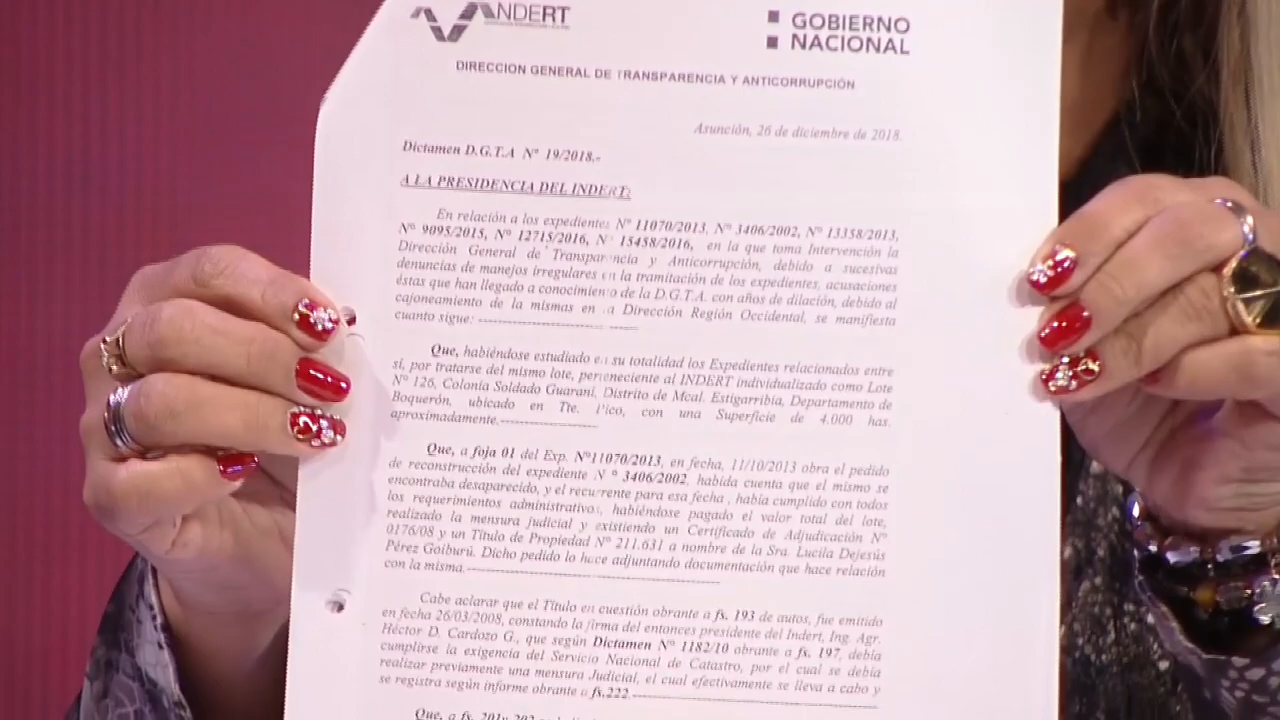 INDERT
GOBIERNO
NACIONAL
DIRECCION GENERAL DE TRANSPARENCIA Y ANTICORRUPCIÓN
Asunción, 26 de diciembre de 2018.
Dictamen D.G.T.A Nº 19/2018.-
A LA PRESIDENCIA DEL INDERT:
En relación a los expedientes Nº 11070/2013, Nº 3406/2002, Nº 13358/2013,
Nº 9095/2015, Nº 12715/2016, Nº 15458/2016, en la que toma Intervención la
Dirección General de Transparencia y Anticorrupción, debido a sucesivas
denuncias de manejos irregulares en la tramitación de los expedientes, acusaciones
éstas que han llegado a conocimiento de la D.G.T.A. con años de dilación, debido al
cajoneamiento de la mismas en la Dirección Región Occidental, se manifiesta
cuanto sigue: --------------------------
Que, habiéndose estudiado en su totalidad los Expedientes relacionados entre
sí, por tratarse del mismo lote, perteneciente al INDERT individualizado como Lote
Nº 126, Colonia Soldado Guaraní, Distrito de Mcal. Estigarribia, Departamento de
Boquerón, ubicado en Tte. Pico, con una Superficie de 4.000 has.
aproximadamente.--------------------
Que, a foja 01 del Exp. Nº11070/2013, en fecha, 11/10/2013 obra el pedido
de reconstrucción del expediente N º 3406/2002, habida cuenta que el mismo se
encontraba desaparecido, y el recurrente para esa fecha , había cumplido con todos
los requerimientos administrativos, habiéndose pagado el valor total del lote,
realizado la mensura judicial y existiendo un Certificado de Adjudicación Nº
0176/08 y un Título de Propiedad Nº 211.631 a nombre de la Sra. Lucila Dejesús
Pérez Goiburú. Dicho pedido lo hace adjuntando documentación que hace relación
con la misma.----------------------------------------
Cabe aclarar que el Título en cuestión obrante a fs. 193 de autos, fue emitido
en fecha 26/03/2008, constando la firma del entonces presidente del Indert, Ing. Agr.
Héctor D. Cardozo G., que según Dictamen Nº 1182/10 obrante a fs. 197, debía
cumplirse la exigencia del Servicio Nacional de Catastro, por el cual se debía
realizar previamente una mensura Judicial, el cual efectivamente se lleva a cabo y
se registra según informe obrante a fs.222.----------------------------------------
Que, a fs. 201y 202